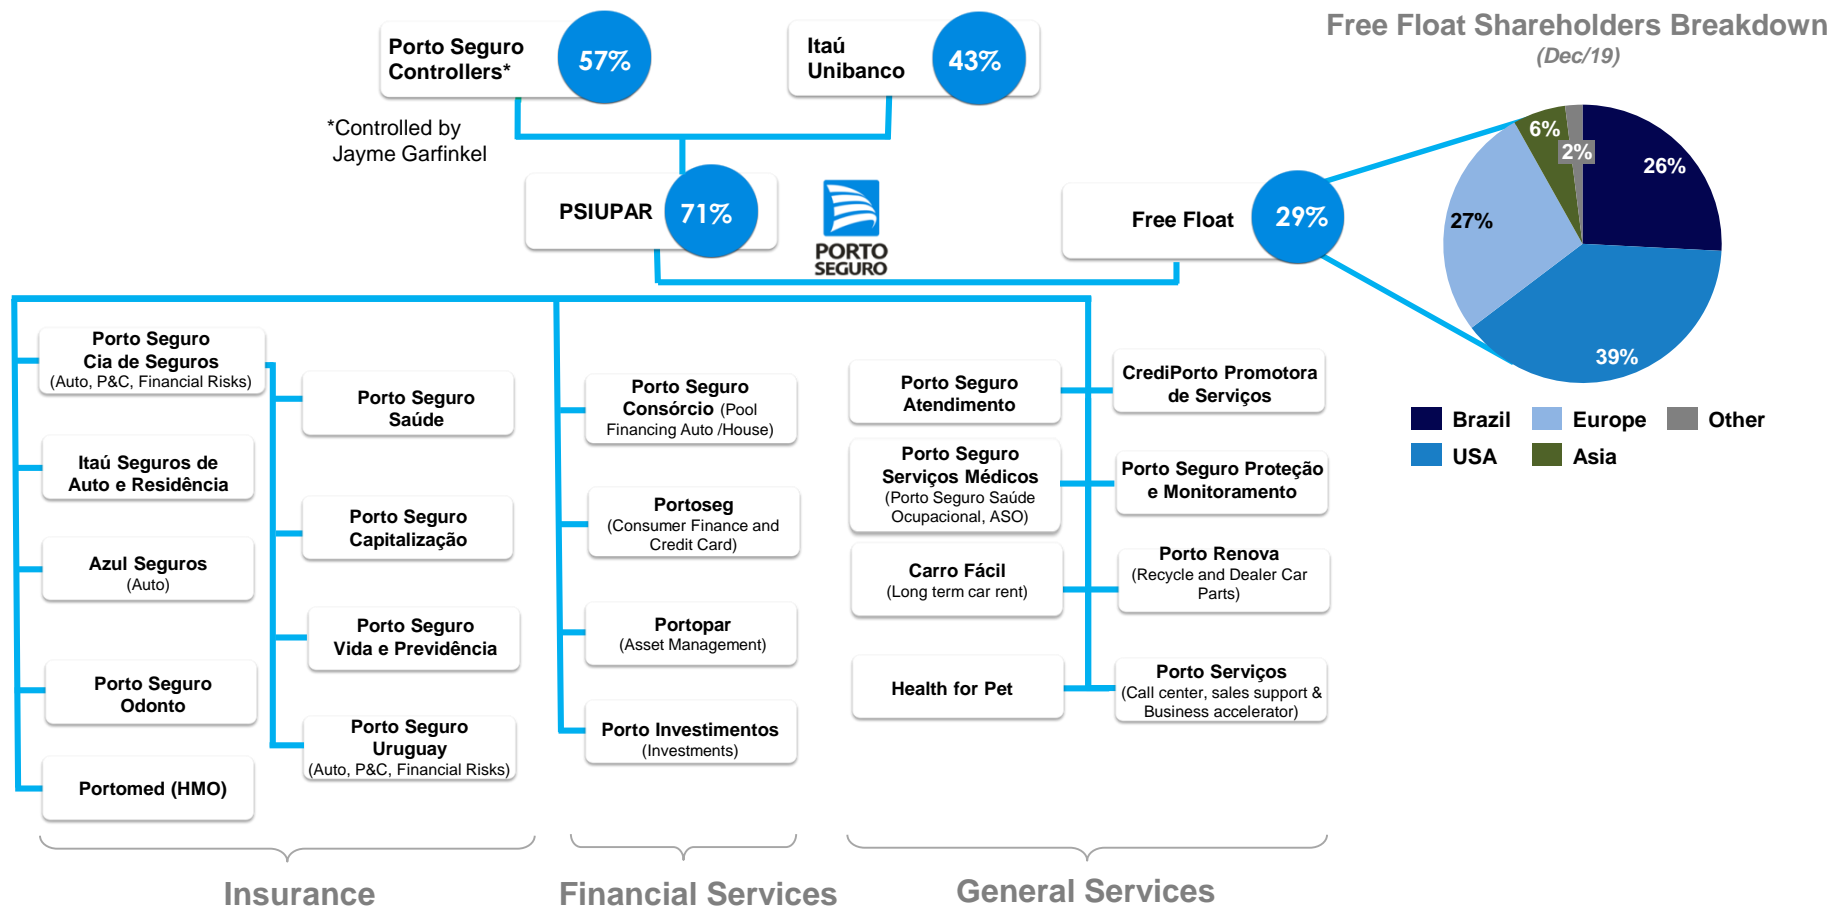 Porto Seguro
Controllers*
57%
Itaú
Unibanco
43%
*Controlled by
Jayme Garfinkel
PSIUPAR
71%
PORTO
SEGURO
Free Float
29%
Free Float Shareholders Breakdown
(Dec/19)
6%
2%
26%
27%
39%
Brazil
Europe
Other
USA
Asia
Porto Seguro
Cia de Seguros
(Auto, P&C, Financial Risks)
Itaú Seguros de
Auto e Residência
Azul Seguros
(Auto)
Porto Seguro
Odonto
Portomed (HMO)
Porto Seguro
Saúde
Porto Seguro
Capitalização
Porto Seguro
Vida e Previdência
Porto Seguro
Uruguay
(Auto, P&C, Financial Risks)
Porto Seguro
Consórcio (Pool
Financing Auto /House)
Portoseg
(Consumer Finance and
Credit Card)
Portopar
(Asset Management)
Porto Investimentos
(Investments)
Porto Seguro
Atendimento
Porto Seguro
Serviços Médicos
(Porto Seguro Saúde
Ocupacional, ASO)
Carro Fácil
(Long term car rent)
Health for Pet
CrediPorto Promotora
de Serviços
Porto Seguro Proteção
e Monitoramento
Porto Renova
(Recycle and Dealer Car
Parts)
Porto Serviços
(Call center, sales support &
Business accelerator)
Insurance
Financial Services
General Services